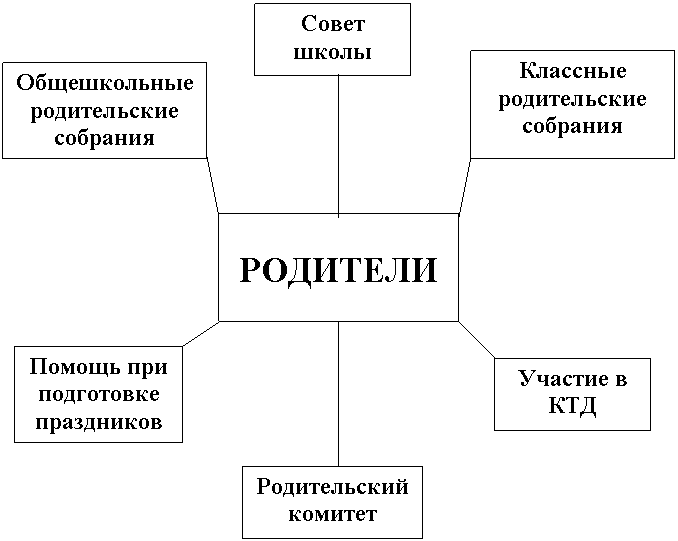 Совет
школы
Общешкольные
родительские
собрания
Классные
родительские
собрания
РОДИТЕЛИ
Помощь при
подготовке
праздников
Участие в
КТД
Родительский
комитет